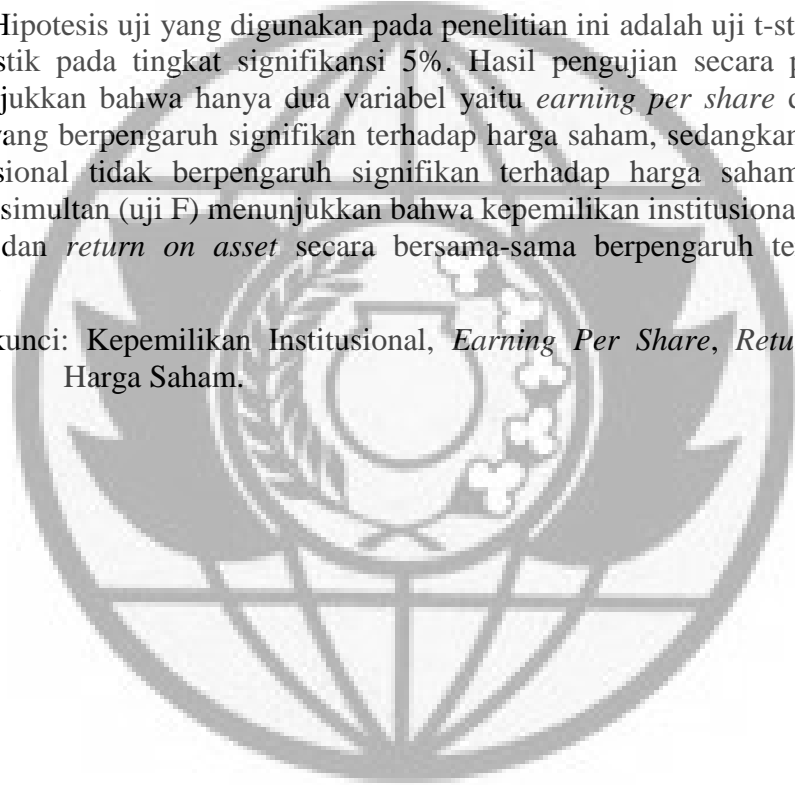 Hipotesis uji yang digunakan pada penelitian ini adalah uji t-st
stik pada tingkat signifikansi 5%. Hasil pengujian secara p
jukkan bahwa hanya dua variabel yaitu earning per share d
yang berpengaruh signifikan terhadap harga saham, sedangkan
sional tidak berpengaruh signifikan terhadap harga saham
simultan (uji F) menunjukkan bahwa kepemilikan institusiona
dan return on asset secara bersama-sama berpengaruh te
kunci: Kepemilikan Institusional, Earning Per Share, Retu
Harga Saham.